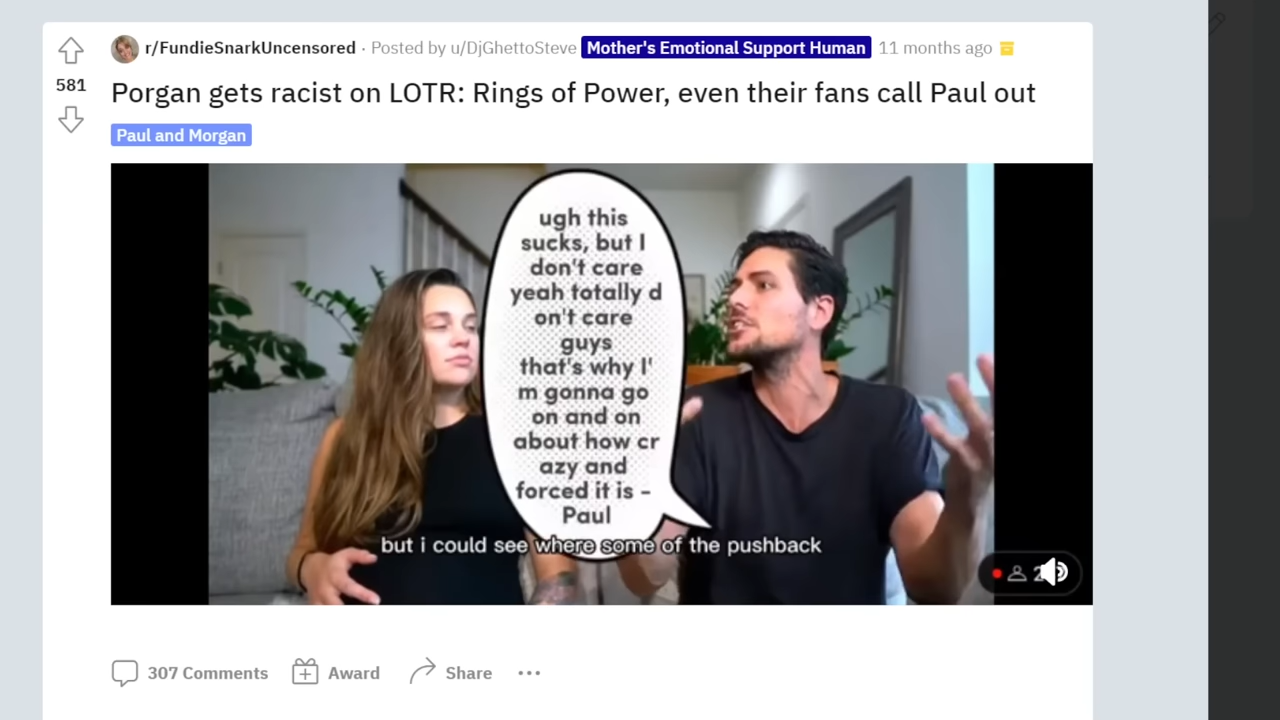 r/FundieSnarkUncensored · Posted by u/DjGhettoSteve Mother's Emotional Support Human 11 months ago
581
Porgan gets racist on LOTR: Rings of Power, even their fans call Paul out
Paul and Morgan
ugh this
sucks, but I
don't care
yeah totally d
on't care
guys
that's why I'
m gonna go
on and on
about how cr
azy and
forced it is -
Paul
but i could see where some of the pushback
307 Comments Award Share